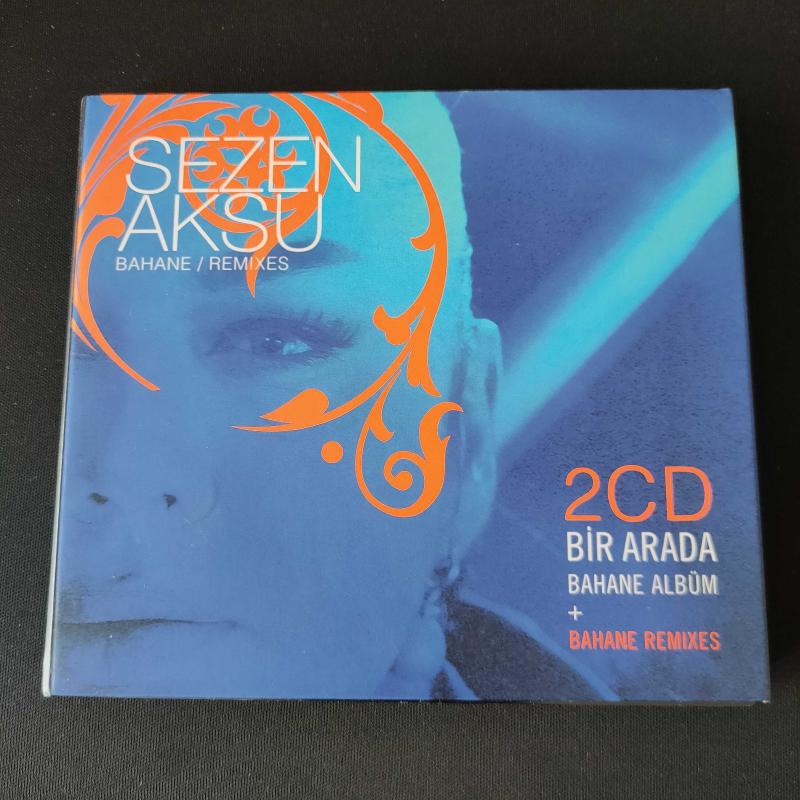 SEZEN
AKSU
BAHANE / REMIXES
2CD
BİR ARADA
BAHANE ALBÜM
+
BAHANE REMIXES